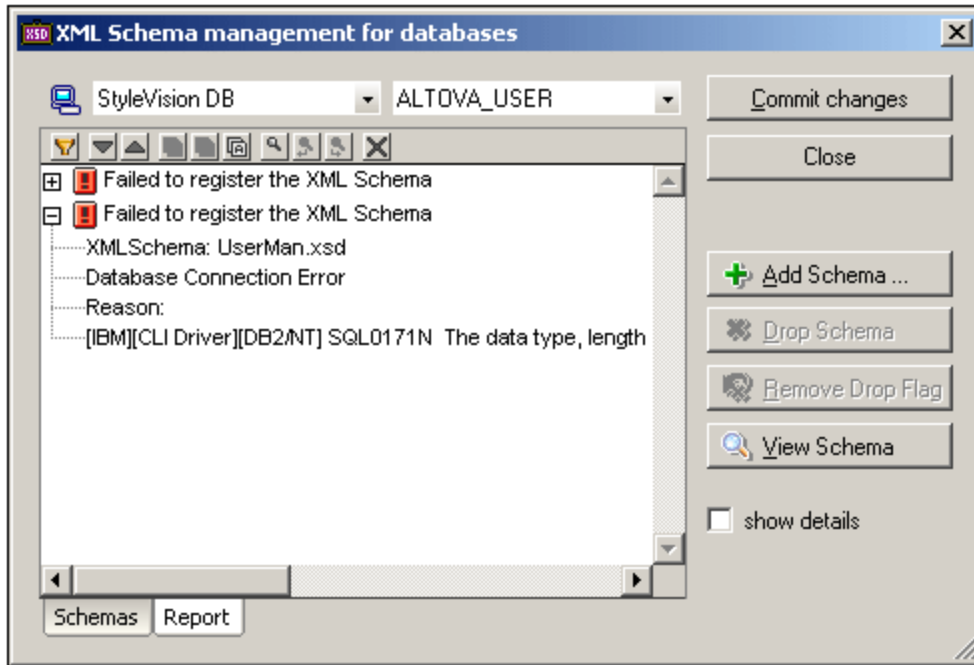 XSD XML Schema management for databases
StyleVision DB
ALTOVA_USER
Commit changes
Close
Failed to register the XML Schema
Failed to register the XML Schema
XMLSchema: UserMan.xsd
Database Connection Error
Reason:
[IBM][CLI Driver][DB2/NT] SQL0171N  The data type, length
Add Schema ...
Drop Schema
Remove Drop Flag
View Schema
show details
Schemas
Report